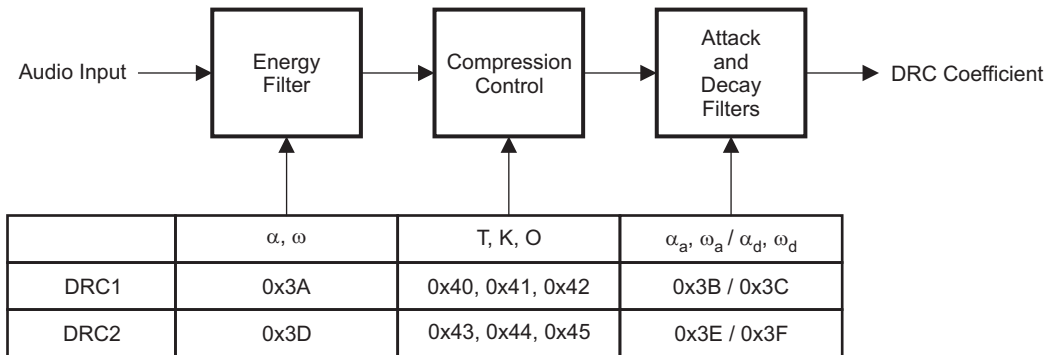 Audio Input
Energy
Filter
Compression
Control
Attack
and
Decay
Filters
DRC Coefficient
α, ω
T, K, O
αa, ωa / αd, ωd
DRC1
0x3A
0x40, 0x41, 0x42
0x3B / 0x3C
DRC2
0x3D
0x43, 0x44, 0x45
0x3E / 0x3F